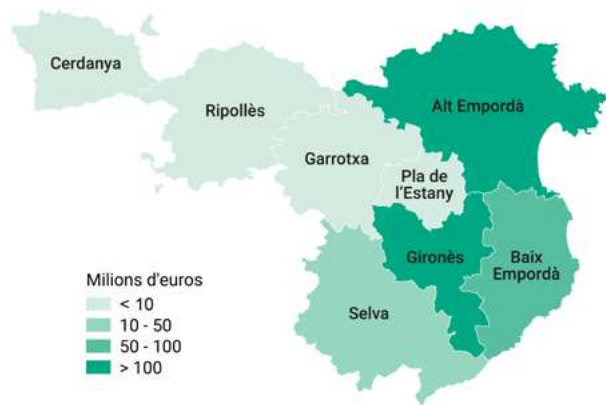 Cerdanya
Ripollès
Alt Empordà
Garrotxa
Pla de
l'Estany
Gironès
Baix
Empordà
Selva
Milions d'euros
< 10
10 - 50
50 - 100
> 100